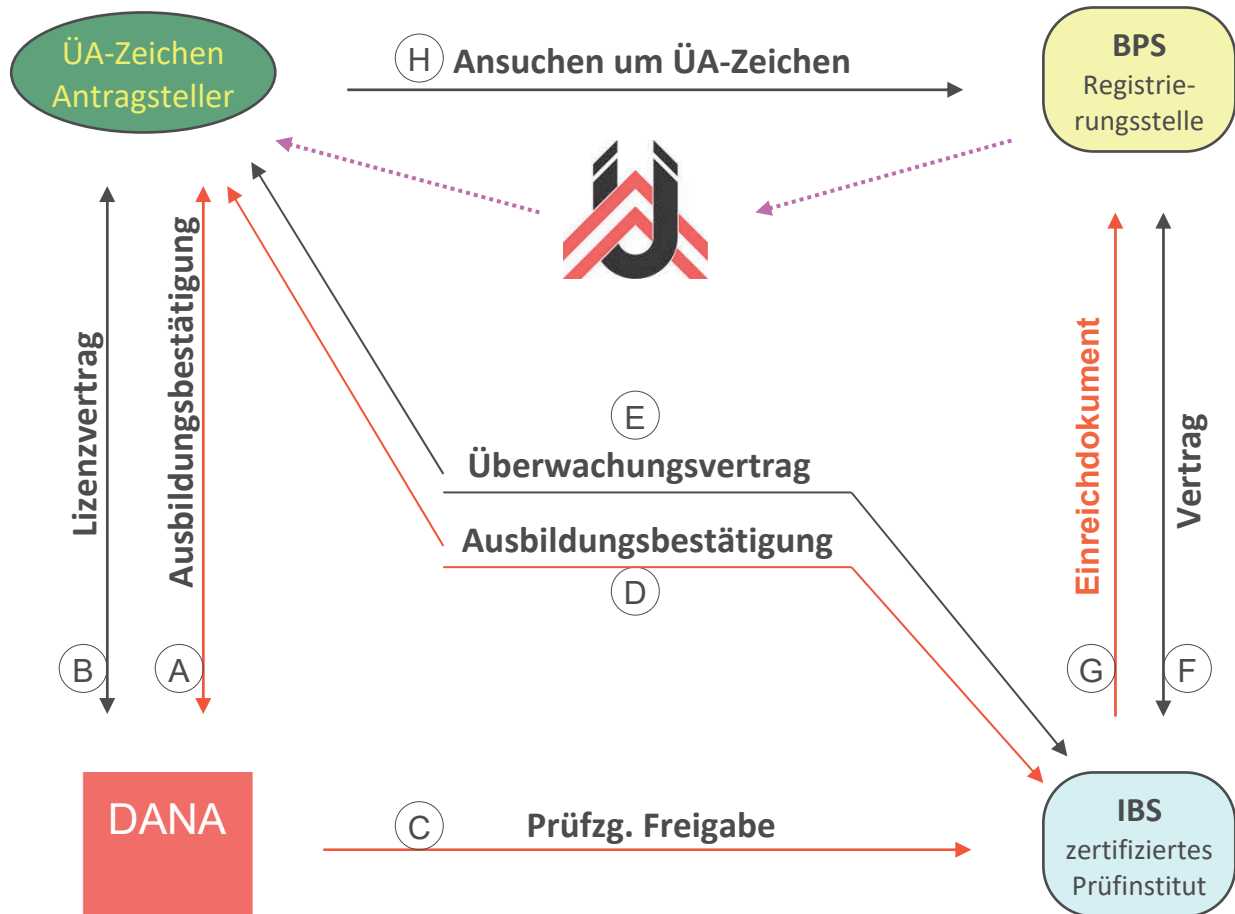 ÜA-Zeichen
Antragsteller
H Ansuchen um ÜA-Zeichen
BPS
Registrie-
rungsstelle
Lizenzvertrag
B
Ausbildungsbestätigung
A
E
Überwachungsvertrag
Ausbildungsbestätigung
D
Einreichdokument
G
Vertrag
F
DANA
C Prüfzg. Freigabe
IBS
zertifiziertes
Prüfinstitut